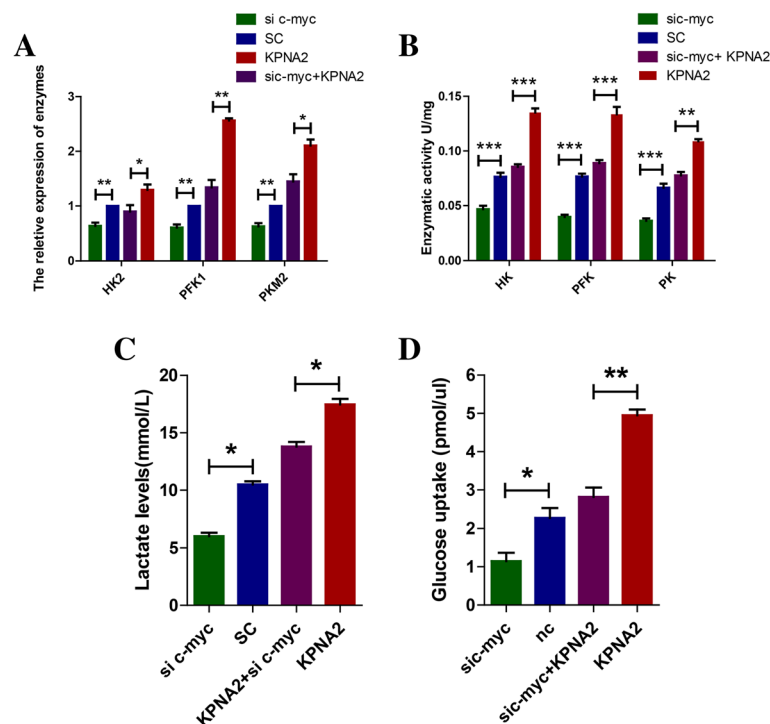 A
si c-myc
SC
KPNA2
sic-myc+KPNA2
The reletive expression of enzymes
3
2
1
0
**
*
**
**
**
*
HK2
PFK1
PKM2
B
sic-myc
SC
sic-myc+ KPNA2
KPNA2
Enzymatic activity U/mg
0.15
0.10
0.05
0.00
***
***
***
***
***
**
HK
PFK
PK
C
Lactate levels(mmol/L)
20
15
10
5
0
*
*
si c-myc
SC
KPNA2+si c-myc
KPNA2
D
Glucose uptake (pmol/ul)
6
5
4
3
2
1
0
*
**
sic-myc
nc
sic-myc+KPNA2
KPNA2